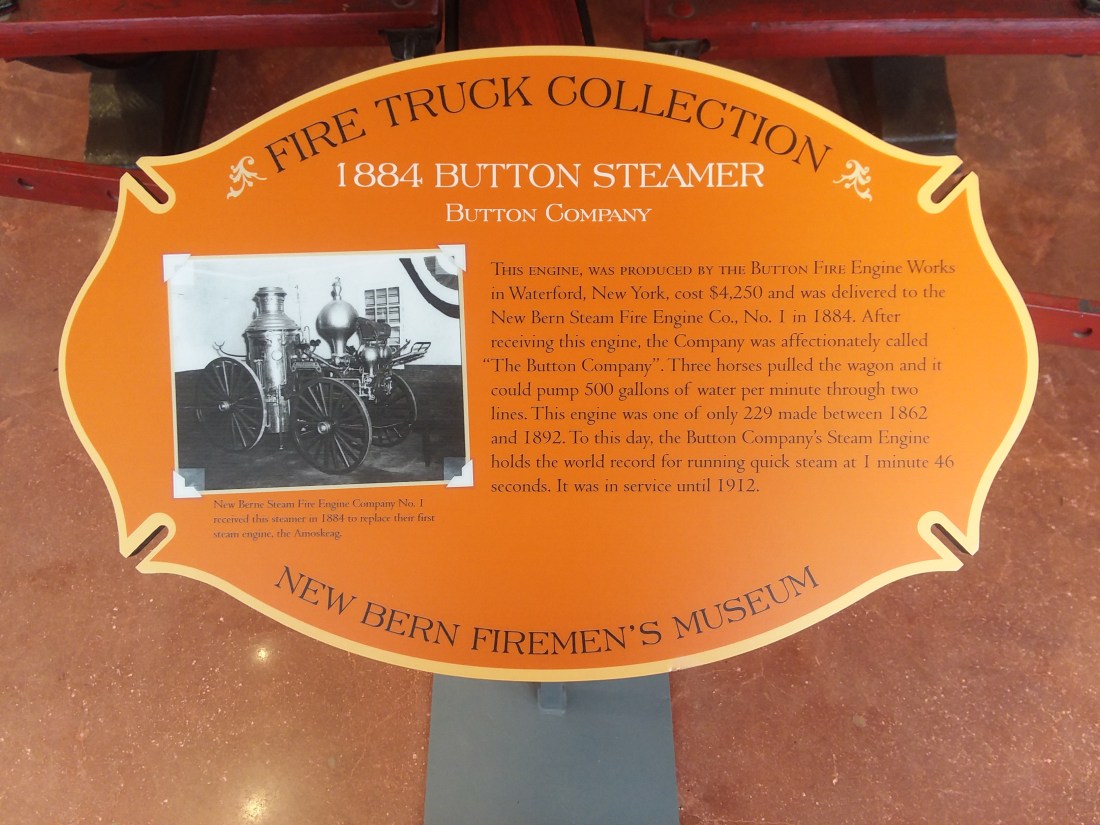 FIRE TRUCK COLLECTION
1884 BUTTON STEAMER
BUTTON COMPANY
THIS ENGINE, WAS PRODUCED BY THE BUTTON FIRE Engine Works
in Waterford, New York, cost $4,250 and was delivered to the
New Bern Steam Fire Engine Co., No. 1 in 1884. After
receiving this engine, the Company was affectionately called
“The Button Company”. Three horses pulled the wagon and it
could pump 500 gallons of water per minute through two
lines. This engine was one of only 229 made between 1862
and 1892. To this day, the Button Company’s Steam Engine
holds the world record for running quick steam at 1 minute 46
seconds. It was in service until 1912.
New Berne Steam Fire Engine Company No. 1
received this steamer in 1884 to replace their first
steam engine, the Amoskeag.
NEW BERN FIREMEN’S MUSEUM